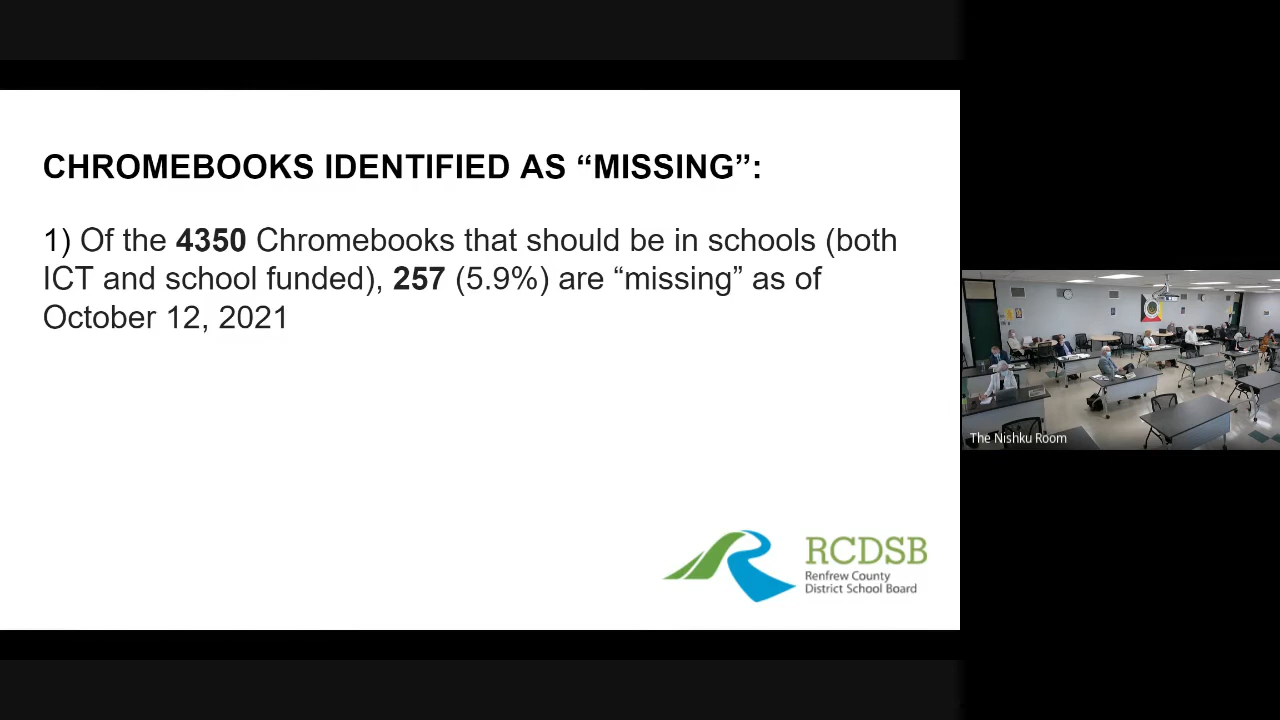 CHROMEBOOKS IDENTIFIED AS “MISSING”:
1) Of the 4350 Chromebooks that should be in schools (both
ICT and school funded), 257 (5.9%) are “missing” as of
October 12, 2021
RCDSB
Renfrew County
District School Board
The Nishku Room